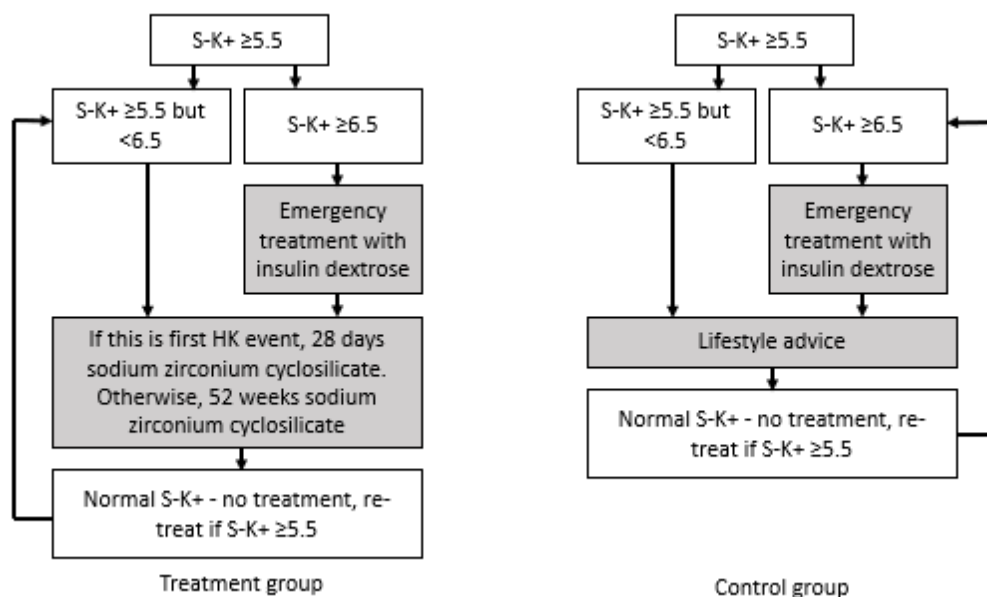 S-K+ ≥5.5
S-K+ ≥5.5 but
<6.5
S-K+ ≥6.5
Emergency
treatment with
insulin dextrose
If this is first HK event, 28 days
sodium zirconium cyclosilicate.
Otherwise, 52 weeks sodium
zirconium cyclosilicate
Normal S-K+ - no treatment, re-
treat if S-K+ ≥5.5
Treatment group
S-K+ ≥5.5
S-K+ ≥5.5 but
<6.5
S-K+ ≥6.5
Emergency
treatment with
insulin dextrose
Lifestyle advice
Normal S-K+ - no treatment, re-
treat if S-K+ ≥5.5
Control group